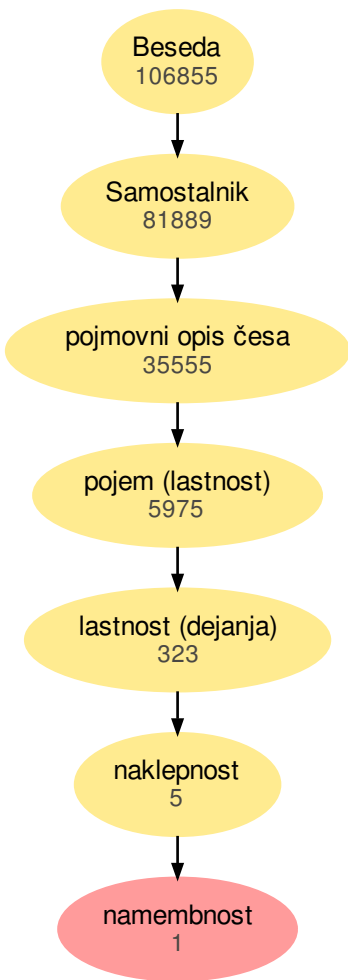 Beseda
106855
Samostalnik
81889
pojmovni opis česa
35555
pojem (lastnost)
5975
lastnost (dejanja)
323
naklepnost
5
namembnost
1